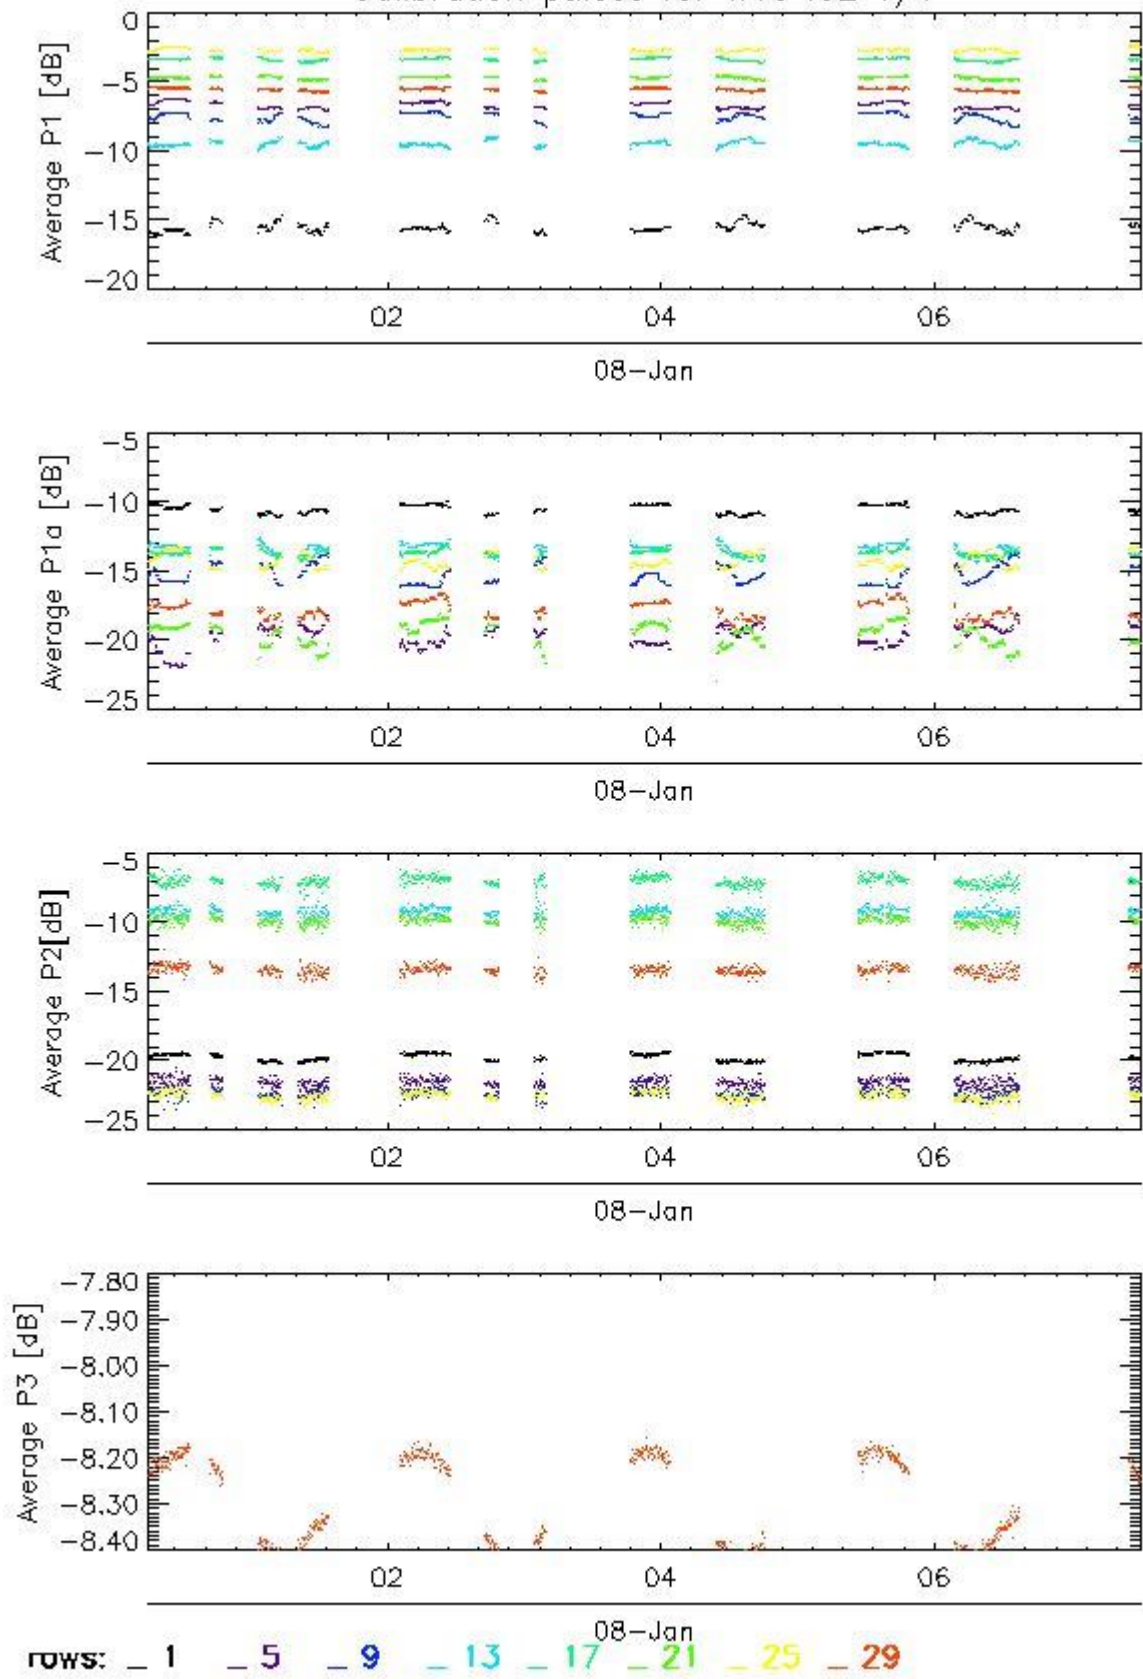 0
−5
−10
−15
−20
Average P1 [dB]
02 04 06
08−Jan
−5
−10
−15
−20
−25
Average P1a [dB]
02 04 06
08−Jan
−5
−10
−15
−20
−25
Average P2[dB]
02 04 06
08−Jan
−7.80
−7.90
−8.00
−8.10
−8.20
−8.30
−8.40
Average P3 [dB]
02 04 06
08−Jan
rows: _ 1 _ 5 _ 9 _ 13 _ 17 _ 21 _ 25 _ 29